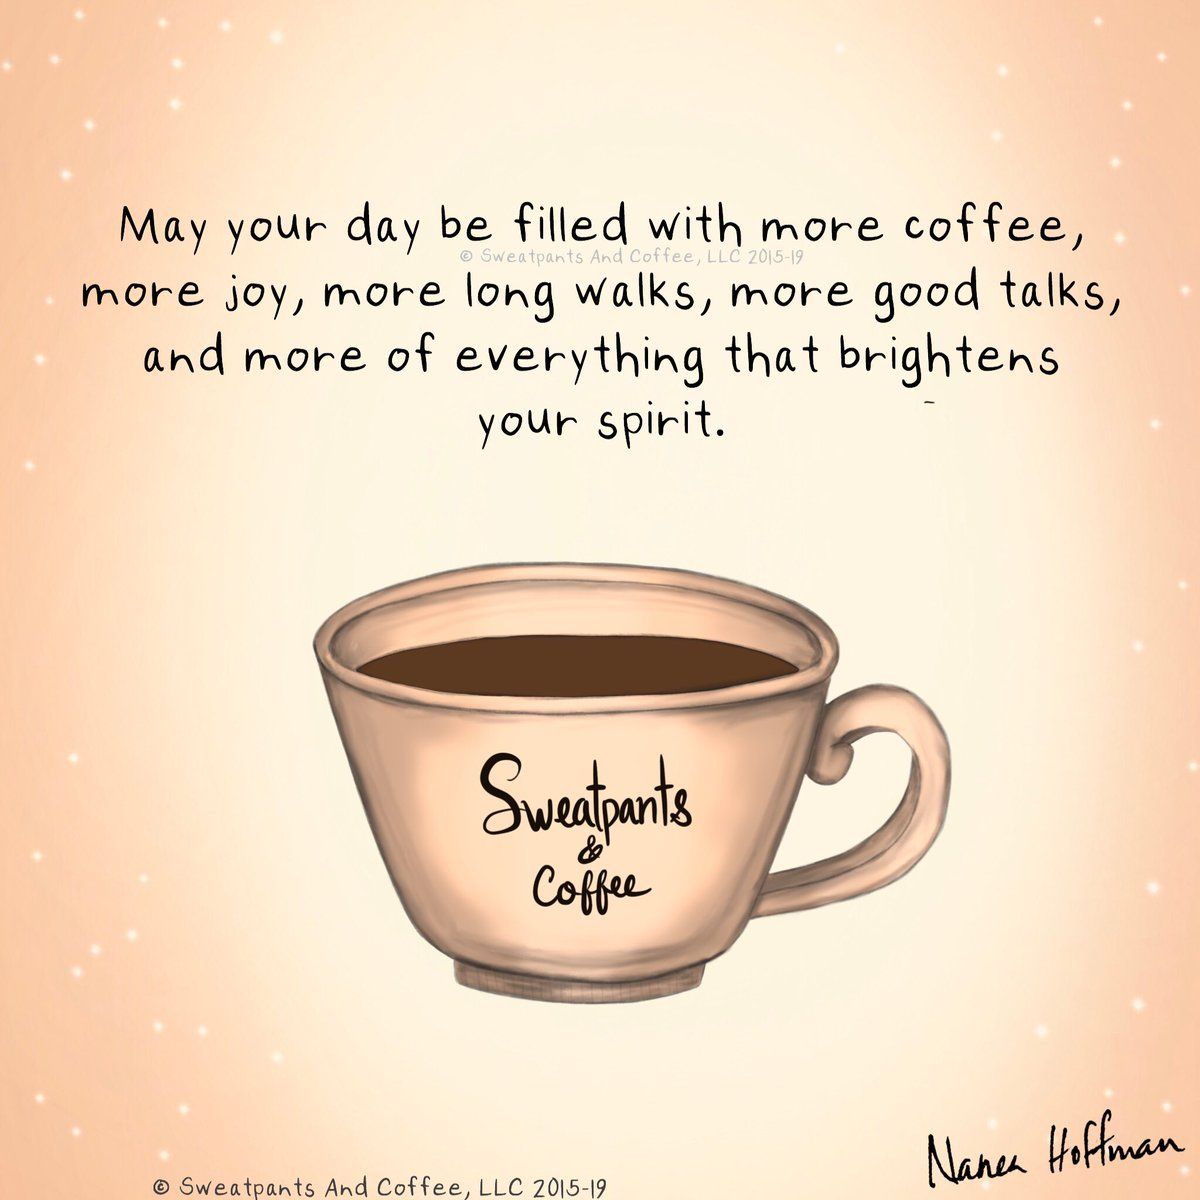 May your day be filled with more coffee,
© Sweatpants And Coffee, LLC 2015-19
more joy, more long walks, more good talks,
and more of everything that brightens
your spirit.
Sweatpants
&
Coffee
Nanea Hoffman
© Sweatpants And Coffee, LLC 2015-19